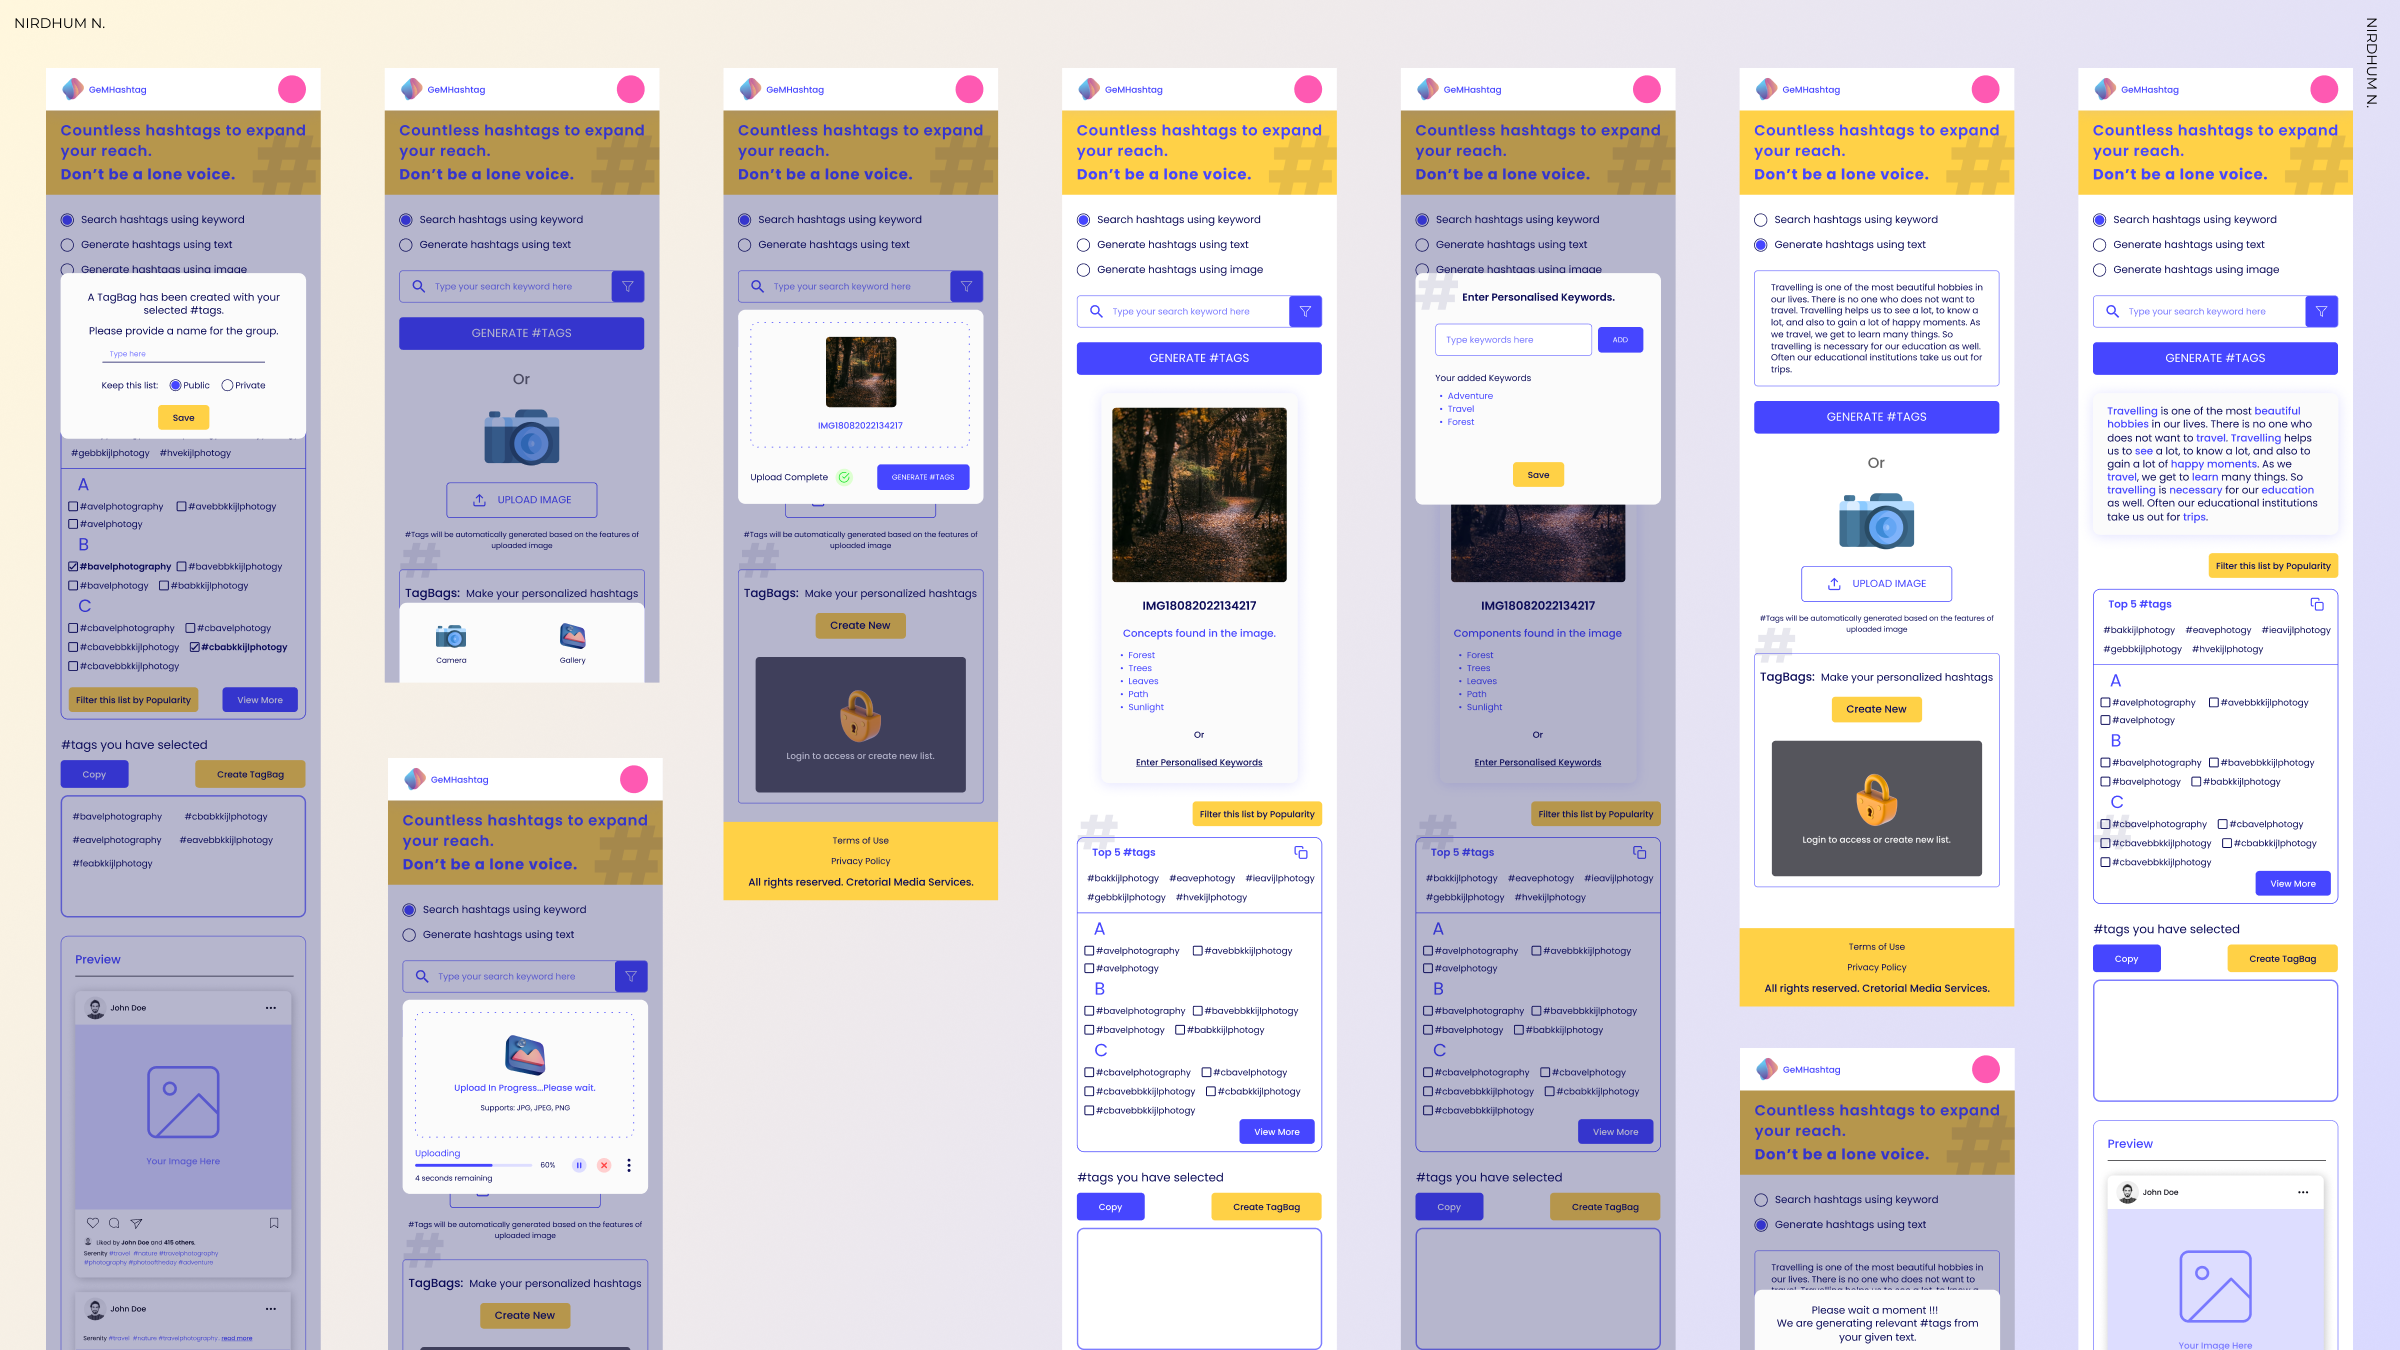 NIRDHUM N.
NIRDHUM N.
GeMHashtag
Countless hashtags to expand
your reach.
Don't be a lone voice.
Search hashtags using keyword
Generate hashtags using text
Generate hashtags using image
A TagBag has been created with your
selected #tags.
Please provide a name for the group.
Type here
Keep this list: Public Private
Save
#gebbkijlphotogy #hvekijlphotogy
A
#avelphotography #avebbkkijlphotogy
#avelphotogy
B
#bavelphotography #bavebbkkijlphotogy
#bavelphotogy #babkkijlphotogy
C
#cbavelphotography #cbavelphotogy
#cbavebbkkijlphotogy #cbabkkijlphotogy
#cbavebbkkijlphotogy
Filter this list by Popularity View More
#tags you have selected
Copy Create TagBag
#bavelphotography #cbabkkijlphotogy
#eavelphotography #eavebbkkijlphotogy
#feabkkijlphotogy
Preview
John Doe
Your Image Here
Liked by John Doe and 415 others.
Serenity #travel #nature #travelphotography
#photography #photooftheday #adventure
John Doe
Serenity #travel #nature #travelphotography.. read more
GeMHashtag
Countless hashtags to expand
your reach.
Don't be a lone voice.
Search hashtags using keyword
Generate hashtags using text
Type your search keyword here
GENERATE #TAGS
Or
UPLOAD IMAGE
#Tags will be automatically generated based on the features of
uploaded image
TagBags: Make your personalized hashtags
Camera Gallery
GeMHashtag
Countless hashtags to expand
your reach.
Don't be a lone voice.
Search hashtags using keyword
Generate hashtags using text
Type your search keyword here
Upload In Progress...Please wait.
Supports: JPG, JPEG, PNG
Uploading
60%
4 seconds remaining
#Tags will be automatically generated based on the features of
uploaded image
TagBags: Make your personalized hashtags
Create New
GeMHashtag
Countless hashtags to expand
your reach.
Don't be a lone voice.
Search hashtags using keyword
Generate hashtags using text
Type your search keyword here
IMG18082022134217
Upload Complete GENERATE #TAGS
#Tags will be automatically generated based on the features of
uploaded image
TagBags: Make your personalized hashtags
Create New
Login to access or create new list.
Terms of Use
Privacy Policy
All rights reserved. Cretorial Media Services.
GeMHashtag
Countless hashtags to expand
your reach.
Don't be a lone voice.
Search hashtags using keyword
Generate hashtags using text
Generate hashtags using image
Type your search keyword here
GENERATE #TAGS
IMG18082022134217
Concepts found in the image.
• Forest
• Trees
• Leaves
• Path
• Sunlight
Or
Enter Personalised Keywords
Filter this list by Popularity
Top 5 #tags
#bakkijlphotogy #eavephotogy #ieavijlphotogy
#gebbkijlphotogy #hvekijlphotogy
A
#avelphotography #avebbkkijlphotogy
#avelphotogy
B
#bavelphotography #bavebbkkijlphotogy
#bavelphotogy #babkkijlphotogy
C
#cbavelphotography #cbavelphotogy
#cbavebbkkijlphotogy #cbabkkijlphotogy
#cbavebbkkijlphotogy
View More
#tags you have selected
Copy Create TagBag
GeMHashtag
Countless hashtags to expand
your reach.
Don't be a lone voice.
Search hashtags using keyword
Generate hashtags using text
Generate hashtags using image
Enter Personalised Keywords.
Type keywords here ADD
Your added Keywords
• Adventure
• Travel
• Forest
Save
IMG18082022134217
Components found in the image
• Forest
• Trees
• Leaves
• Path
• Sunlight
Or
Enter Personalised Keywords
Filter this list by Popularity
Top 5 #tags
#bakkijlphotogy #eavephotogy #ieavijlphotogy
#gebbkijlphotogy #hvekijlphotogy
A
#avelphotography #avebbkkijlphotogy
#avelphotogy
B
#bavelphotography #bavebbkkijlphotogy
#bavelphotogy #babkkijlphotogy
C
#cbavelphotography #cbavelphotogy
#cbavebbkkijlphotogy #cbabkkijlphotogy
#cbavebbkkijlphotogy
View More
#tags you have selected
Copy Create TagBag
GeMHashtag
Countless hashtags to expand
your reach.
Don't be a lone voice.
Search hashtags using keyword
Generate hashtags using text
Travelling is one of the most beautiful hobbies in
our lives. There is no one who does not want to
travel. Travelling helps us to see a lot, to know a
lot, and also to gain a lot of happy moments. As
we travel, we get to learn many things. So
travelling is necessary for our education as well.
Often our educational institutions take us out for
trips.
GENERATE #TAGS
Or
UPLOAD IMAGE
#Tags will be automatically generated based on the features of
uploaded image
TagBags: Make your personalized hashtags
Create New
Login to access or create new list.
Terms of Use
Privacy Policy
All rights reserved. Cretorial Media Services.
GeMHashtag
Countless hashtags to expand
your reach.
Don't be a lone voice.
Search hashtags using keyword
Generate hashtags using text
Travelling is one of the most beautiful hobbies in
our lives. There is no one who does not want to
Please wait a moment !!!
We are generating relevant #tags from
your given text.
GeMHashtag
Countless hashtags to expand
your reach.
Don't be a lone voice.
Search hashtags using keyword
Generate hashtags using text
Generate hashtags using image
Type your search keyword here
GENERATE #TAGS
Travelling is one of the most beautiful
hobbies in our lives. There is no one who
does not want to travel. Travelling helps
us to see a lot, to know a lot, and also to
gain a lot of happy moments. As we
travel, we get to learn many things. So
travelling is necessary for our education
as well. Often our educational institutions
take us out for trips.
Filter this list by Popularity
Top 5 #tags
#bakkijlphotogy #eavephotogy #ieavijlphotogy
#gebbkijlphotogy #hvekijlphotogy
A
#avelphotography #avebbkkijlphotogy
#avelphotogy
B
#bavelphotography #bavebbkkijlphotogy
#bavelphotogy #babkkijlphotogy
C
#cbavelphotography #cbavelphotogy
#cbavebbkkijlphotogy #cbabkkijlphotogy
#cbavebbkkijlphotogy
View More
#tags you have selected
Copy Create TagBag
Preview
John Doe
Your Image Here